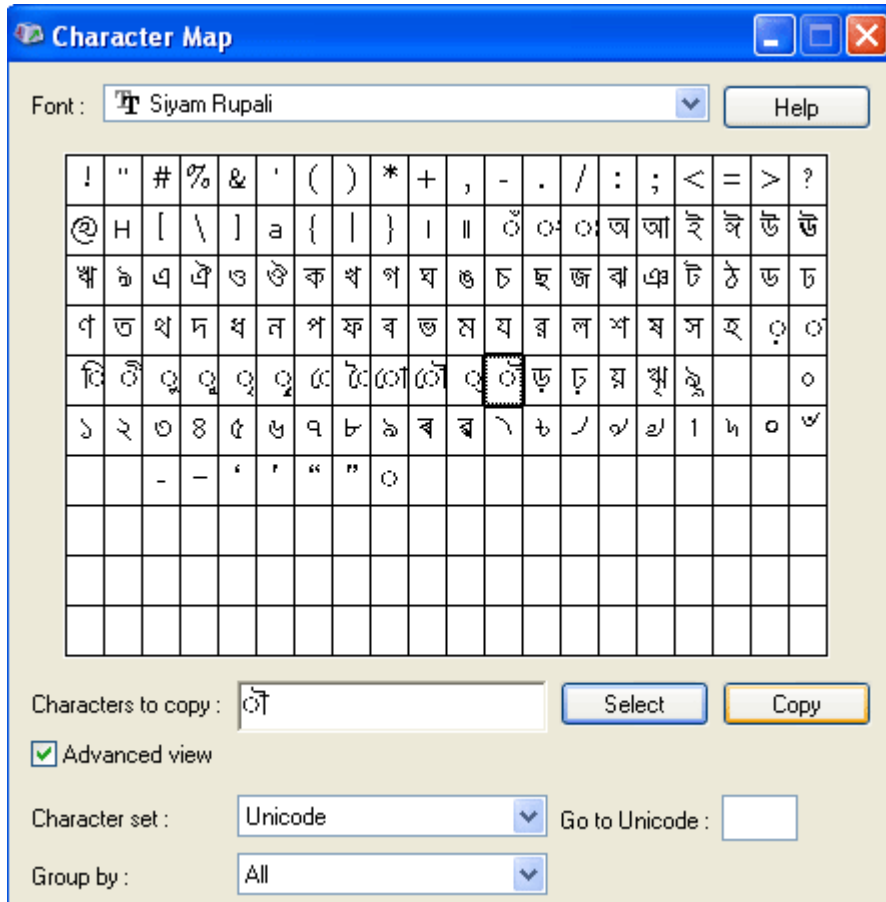 Character Map
Font : Siyam Rupali Help
! " # % & ' ( ) * + , - . / : ; < = > ?
@ H [ \ ] a { | } । ॥ ঁ ং ঃ অ আ ই ঈ উ ঊ
ঋ ঌ এ ঐ ও ঔ ক খ গ ঘ ঙ চ ছ জ ঝ ঞ ট ঠ ড ঢ
ণ ত থ দ ধ ন প ফ ব ভ ম য র ল শ ষ স হ ় া
ি ী ু ূ ৃ ৄ ে ৈ ো ৌ ্ ৗ ড় ঢ় য় ৠ ৡ ০
১ ২ ৩ ৪ ৫ ৬ ৭ ৮ ৯ ৰ ৱ ৲ ৳ ৴ ৵ ৶ ৷ ৸ ৹ ৺
‐ – ‘ ’ “ ” ◌
Characters to copy : ৗ Select Copy
Advanced view
Character set : Unicode Go to Unicode :
Group by : All